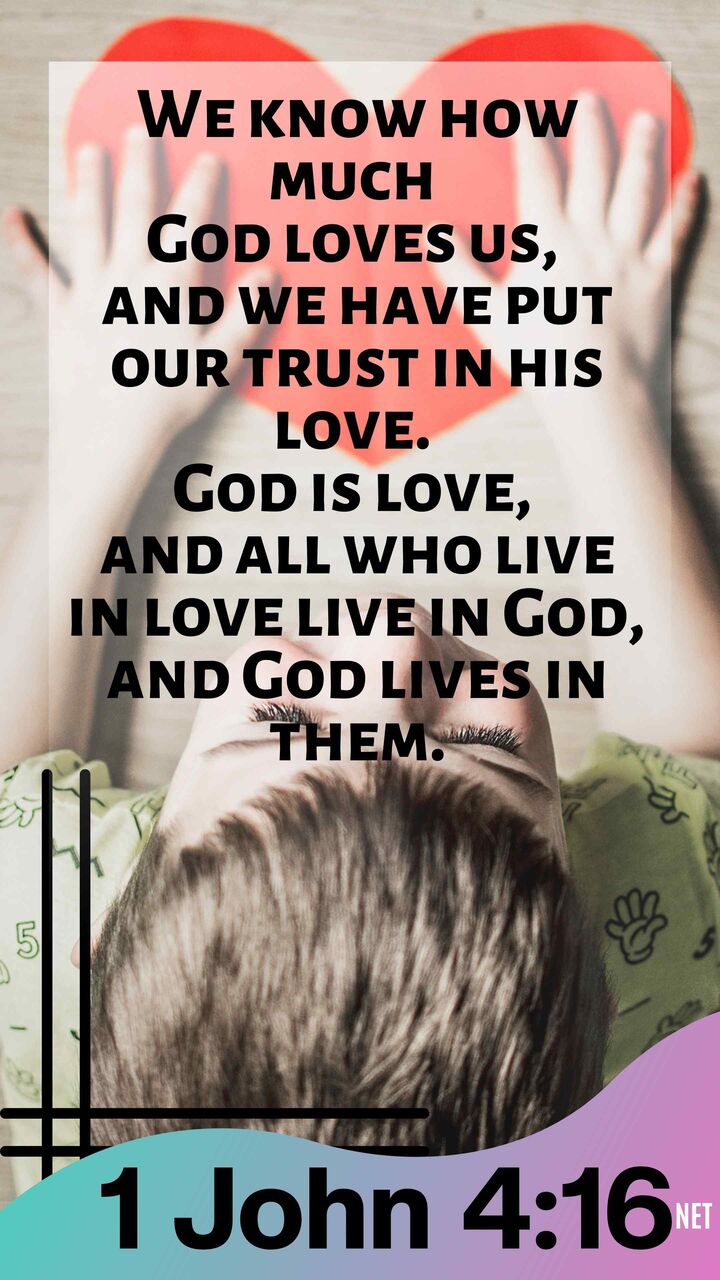 We know how
much
God loves us,
and we have put
our trust in his
love.
God is love,
and all who live
in love live in God,
and God lives in
them.
5
1 John 4:16 NET